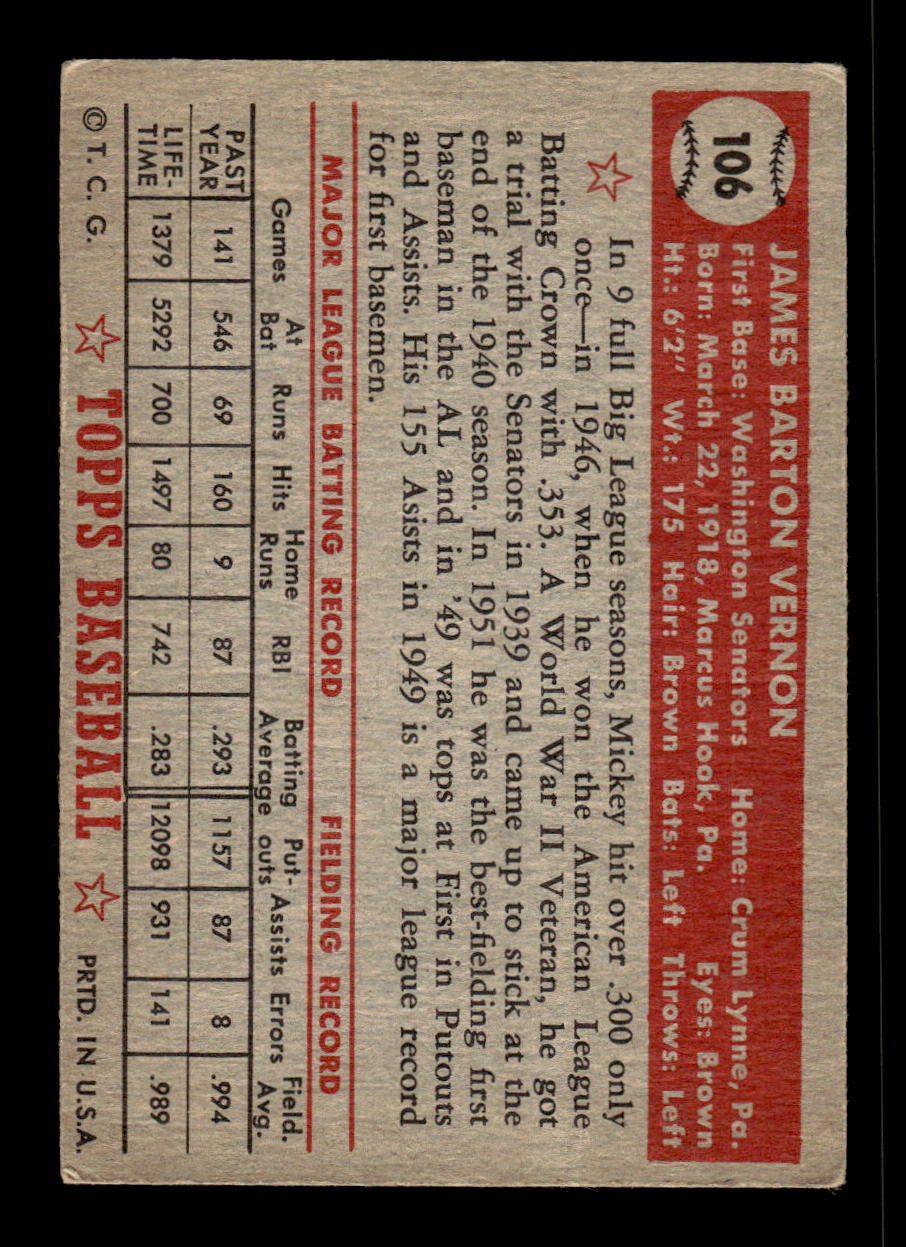 106
JAMES BARTON VERNON
First Base: Washington Senators Home: Crum Lynne, Pa.
Born: March 22, 1918, Marcus Hook, Pa. Eyes: Brown
Ht.: 6'2" Wt.: 175 Hair: Brown Bats: Left Throws: Left
In 9 full Big League seasons, Mickey hit over .300 only
once—in 1946, when he won the American League
Batting Crown with .353. A World War II Veteran, he got
a trial with the Senators in 1939 and came up to stick at the
end of the 1940 season. In 1951 he was the best-fielding first
baseman in the AL and in '49 was tops at First in Putouts
and Assists. His 155 Asists in 1949 is a major league record
for first basemen.
MAJOR LEAGUE BATTING RECORD FIELDING RECORD
Games At Bat Runs Hits Home Runs RBI Batting Average Put-outs Assists Errors Field. Avg.
PAST YEAR 141 546 69 160 9 87 .293 1157 87 8 .994
LIFE-TIME 1379 5292 700 1497 80 742 .283 12098 931 141 .989
© T. C. G. TOPPS BASEBALL PRTD. IN U.S.A.